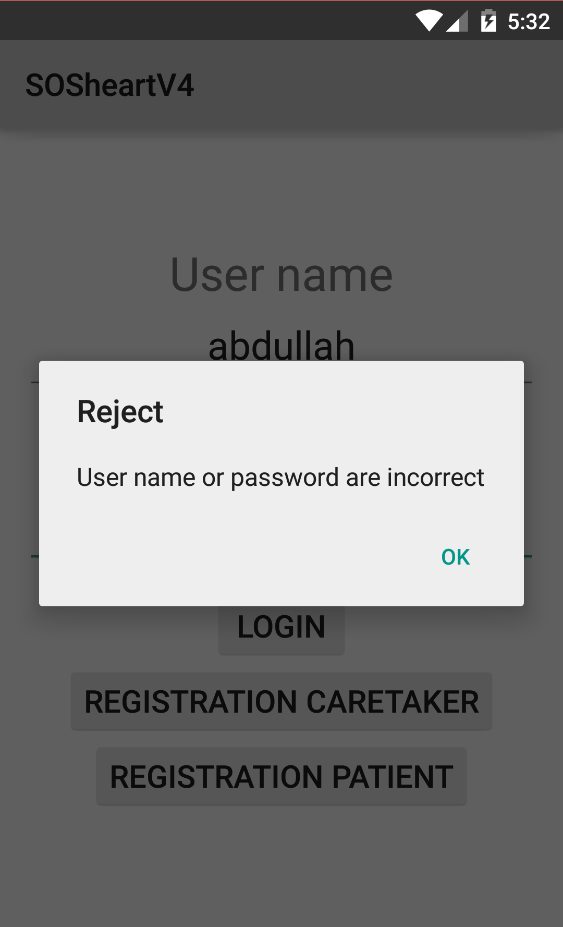 5:32
SOSheartV4
User name
abdullah
Reject
User name or password are incorrect
OK
LOGIN
REGISTRATION CARETAKER
REGISTRATION PATIENT